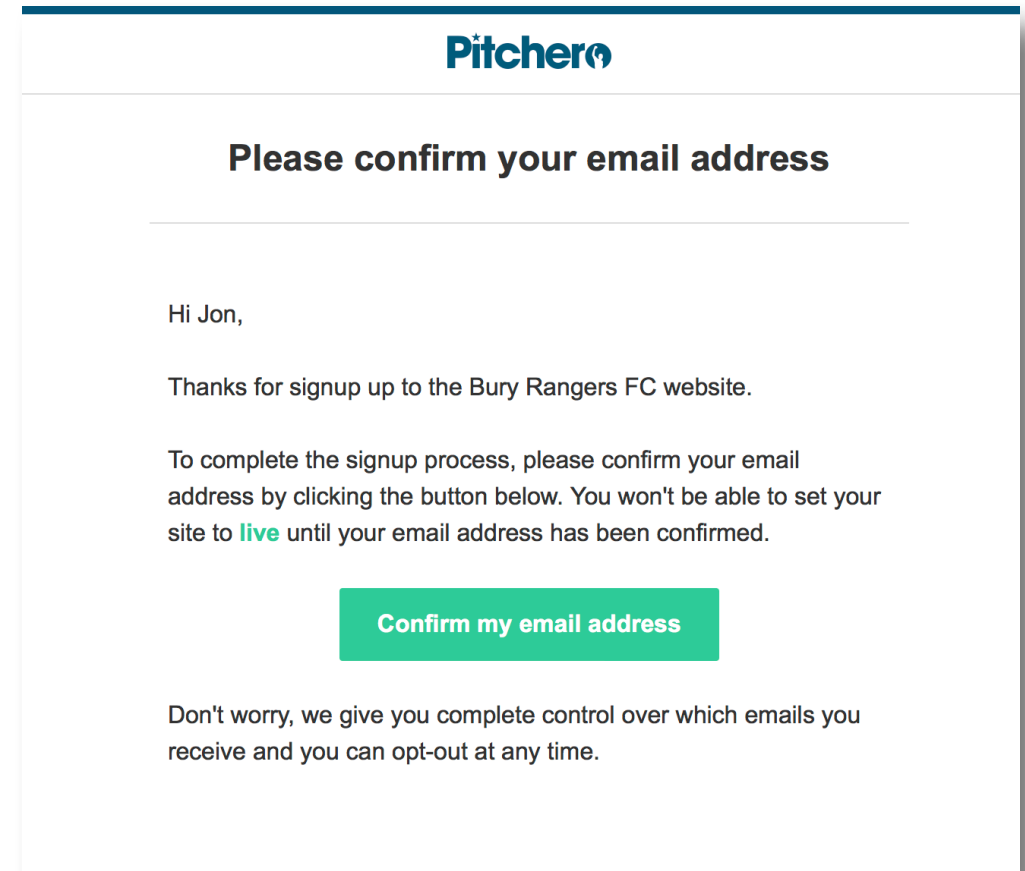 Pitchero
Please confirm your email address
Hi Jon,
Thanks for signup up to the Bury Rangers FC website.
To complete the signup process, please confirm your email
address by clicking the button below. You won't be able to set your
site to live until your email address has been confirmed.
Confirm my email address
Don't worry, we give you complete control over which emails you
receive and you can opt-out at any time.